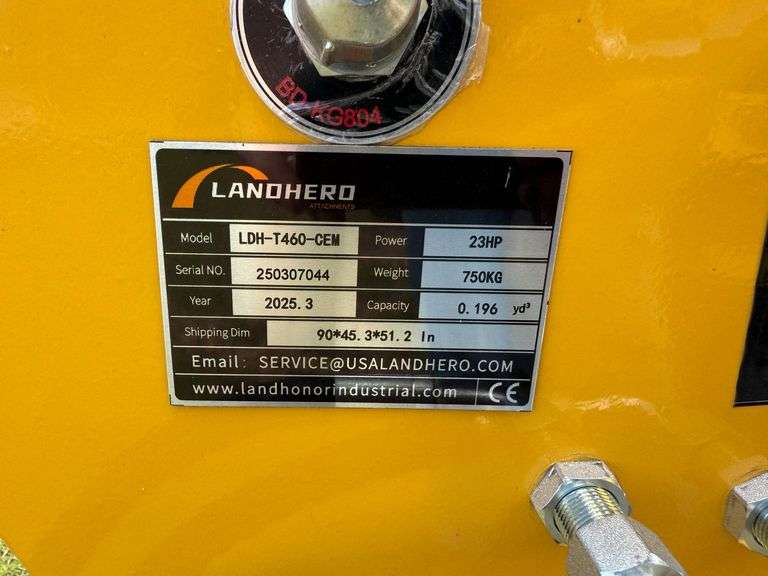 BD-KG804
LANDHERO
ATTACHMENTS
Model LDH-T460-CEM Power 23HP
Serial NO. 250307044 Weight 750KG
Year 2025.3 Capacity 0.196 yd³
Shipping Dim 90*45.3*51.2 In
Email: SERVICE@USALANDHERO.COM
www.landhonorindustrial.com CE